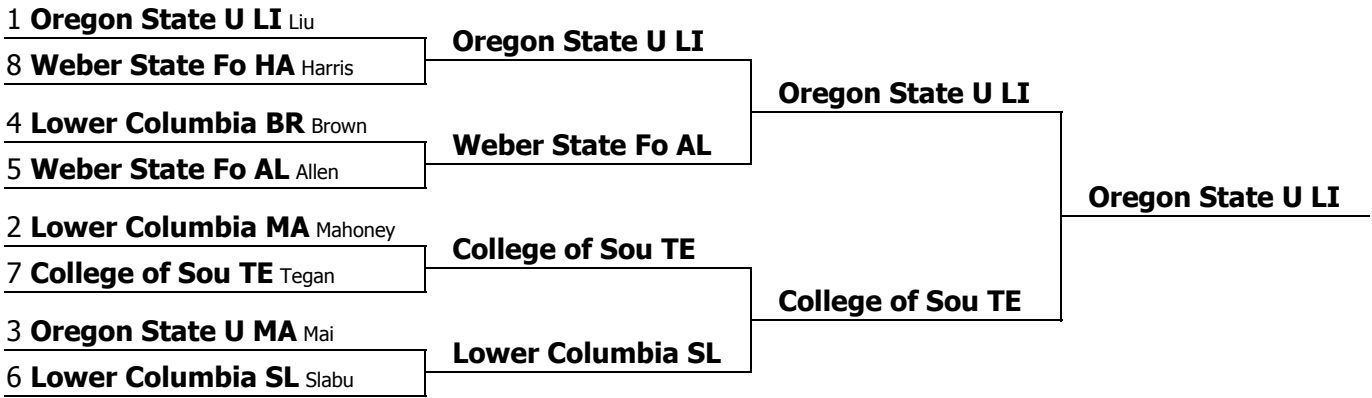 1 Oregon State U LI Liu
8 Weber State Fo HA Harris
4 Lower Columbia BR Brown
5 Weber State Fo AL Allen
2 Lower Columbia MA Mahoney
7 College of Sou TE Tegan
3 Oregon State U MA Mai
6 Lower Columbia SL Slabu
Oregon State U LI
Weber State Fo AL
College of Sou TE
Lower Columbia SL
Oregon State U LI
College of Sou TE
Oregon State U LI